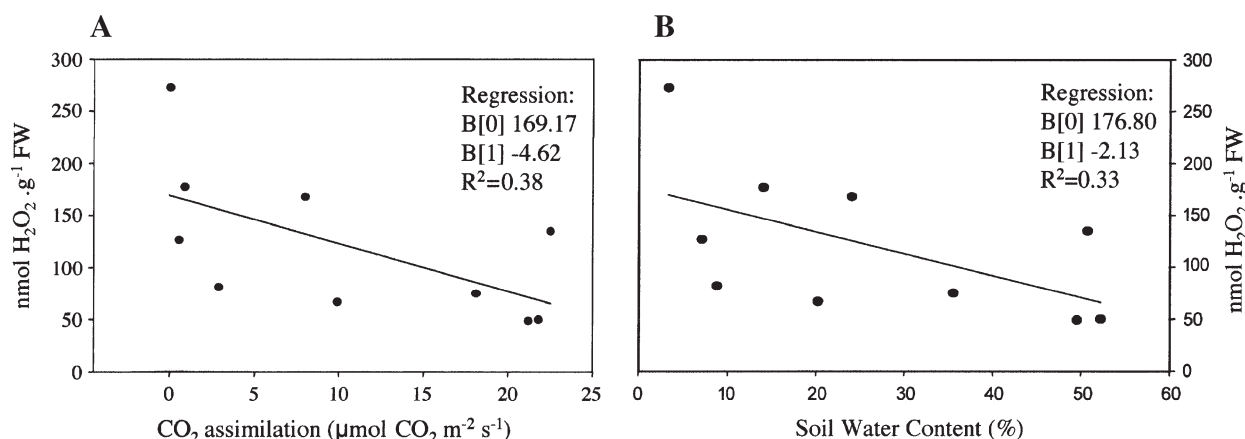 A
300
250
200
150
100
50
0
nmol H₂O₂ .g⁻¹ FW
Regression:
B[0] 169.17
B[1] -4.62
R²=0.38
0 5 10 15 20 25
CO₂ assimilation (µmol CO₂ m⁻² s⁻¹)
B
Regression:
B[0] 176.80
B[1] -2.13
R²=0.33
300
250
200
150
100
50
0
nmol H₂O₂ .g⁻¹ FW
0 10 20 30 40 50 60
Soil Water Content (%)